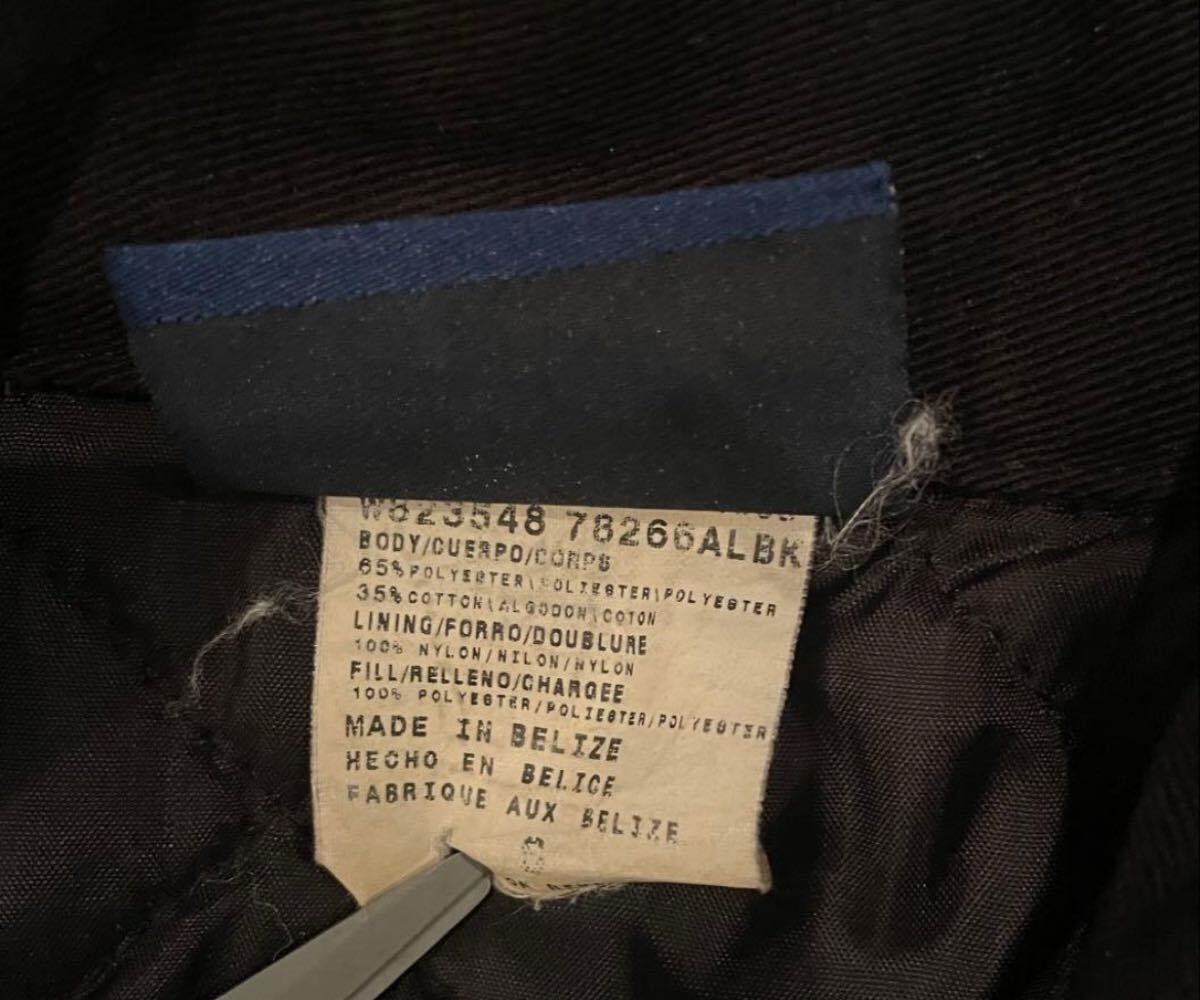 W823548 78266ALBK
BODY/CUERPO/CORPS
65% POLYESTER\POLIESTER\POLYESTER
35% COTTON\ALGODON\COTON
LINING/FORRO/DOUBLURE
100% NYLON/NILON/NYLON
FILL/RELLENO/CHARGEE
100% POLYESTER/POLIESTER/POLYESTER
MADE IN BELIZE
HECHO EN BELICE
FABRIQUE AUX BELIZE